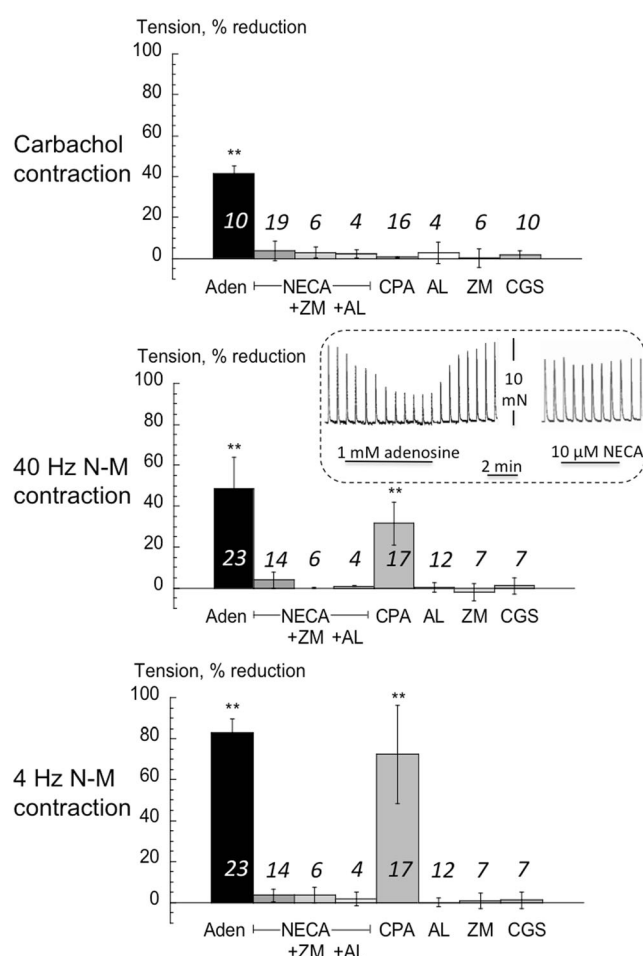 Tension, % reduction
100
80
60
40
20
0
Carbachol
contraction
**
10 19 6 4 16 4 6 10
Aden NECA CPA AL ZM CGS
+ZM +AL
Tension, % reduction
100
80
60
40
20
0
40 Hz N-M
contraction
10
mN
1 mM adenosine 2 min 10 µM NECA
** **
23 14 6 4 17 12 7 7
Aden NECA CPA AL ZM CGS
+ZM +AL
Tension, % reduction
100
80
60
40
20
0
4 Hz N-M
contraction
** **
23 14 6 4 17 12 7 7
Aden NECA CPA AL ZM CGS
+ZM +AL